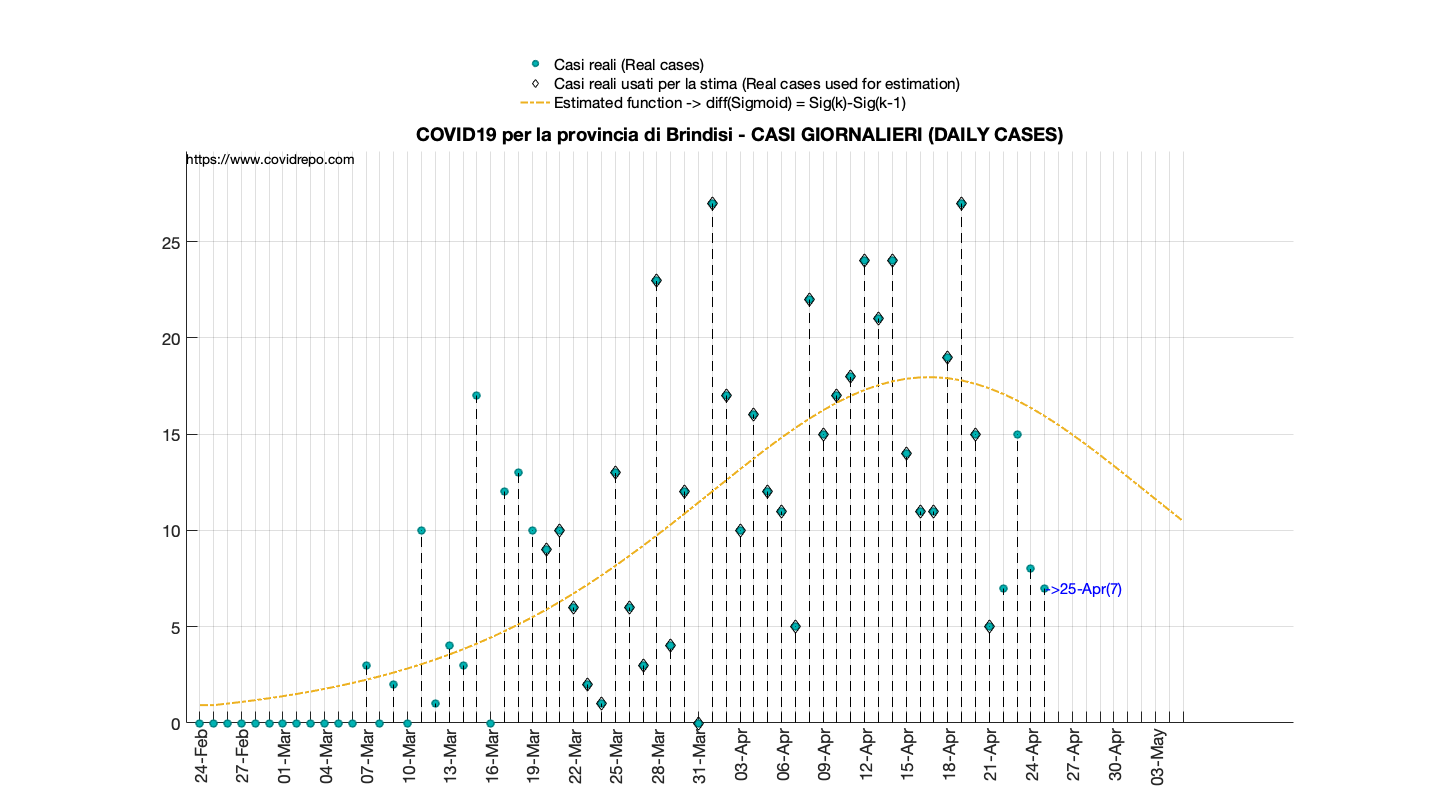 Casi reali (Real cases)
Casi reali usati per la stima (Real cases used for estimation)
Estimated function -> diff(Sigmoid) = Sig(k)-Sig(k-1)
COVID19 per la provincia di Brindisi - CASI GIORNALIERI (DAILY CASES)
https://www.covidrepo.com
25
20
15
10
5
0
>25-Apr(7)
24-Feb
27-Feb
01-Mar
04-Mar
07-Mar
10-Mar
13-Mar
16-Mar
19-Mar
22-Mar
25-Mar
28-Mar
31-Mar
03-Apr
06-Apr
09-Apr
12-Apr
15-Apr
18-Apr
21-Apr
24-Apr
27-Apr
30-Apr
03-May